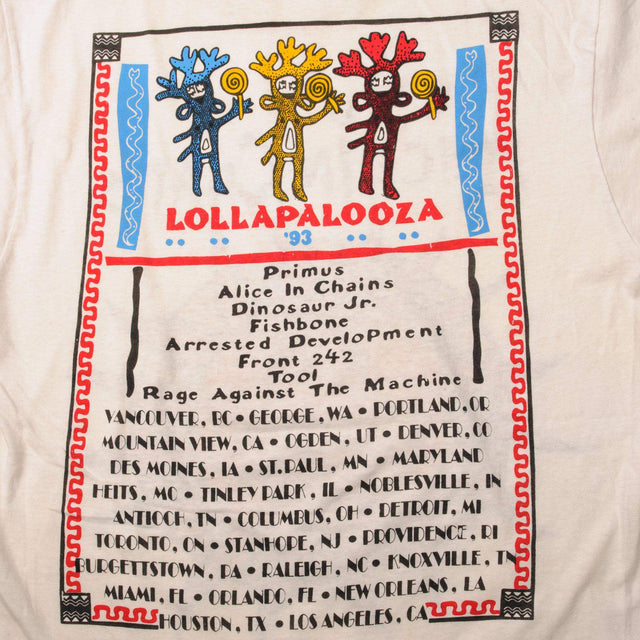 LOLLAPALOOZA
'93
Primus
Alice In Chains
Dinosaur Jr.
Fishbone
Arrested Development
Front 242
Tool
Rage Against The Machine
VANCOUVER, BC • GEORGE, WA • PORTLAND, OR
MOUNTAIN VIEW, CA • OGDEN, UT • DENVER, CO
DES MOINES, IA • ST. PAUL, MN • MARYLAND
HEITS, MC • TINLEY PARK, IL • NOBLESVILLE, IN
ANTIOCH, TN • COLUMBUS, OH • DETROIT, MI
TORONTO, ON • STANHOPE, NJ • PROVIDENCE, RI
BURGETTSTOWN, PA • RALEIGH, NC • KNOXVILLE, TN
MIAMI, FL • ORLANDO, FL • NEW ORLEANS, LA
HOUSTON, TX • LOS ANGELES, CA